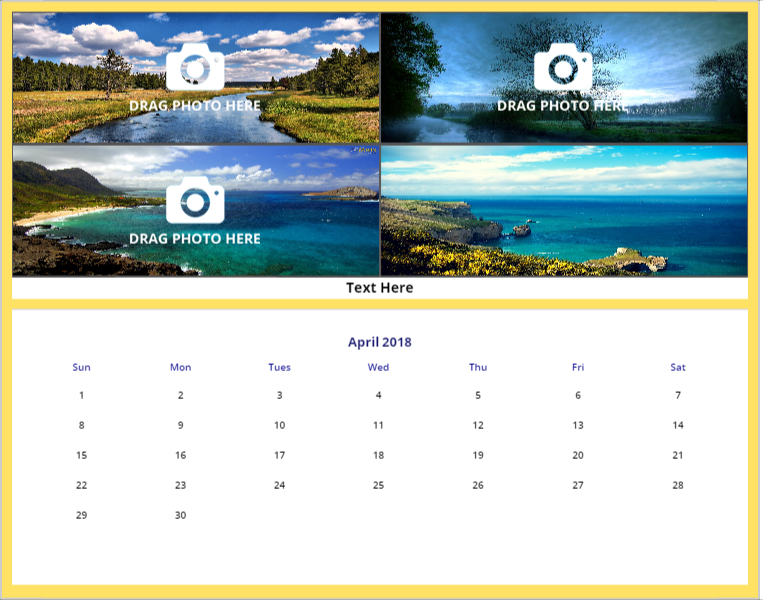 DRAG PHOTO HERE
DRAG PHOTO HERE
DRAG PHOTO HERE
Text Here
April 2018
Sun Mon Tues Wed Thu Fri Sat
1 2 3 4 5 6 7
8 9 10 11 12 13 14
15 16 17 18 19 20 21
22 23 24 25 26 27 28
29 30